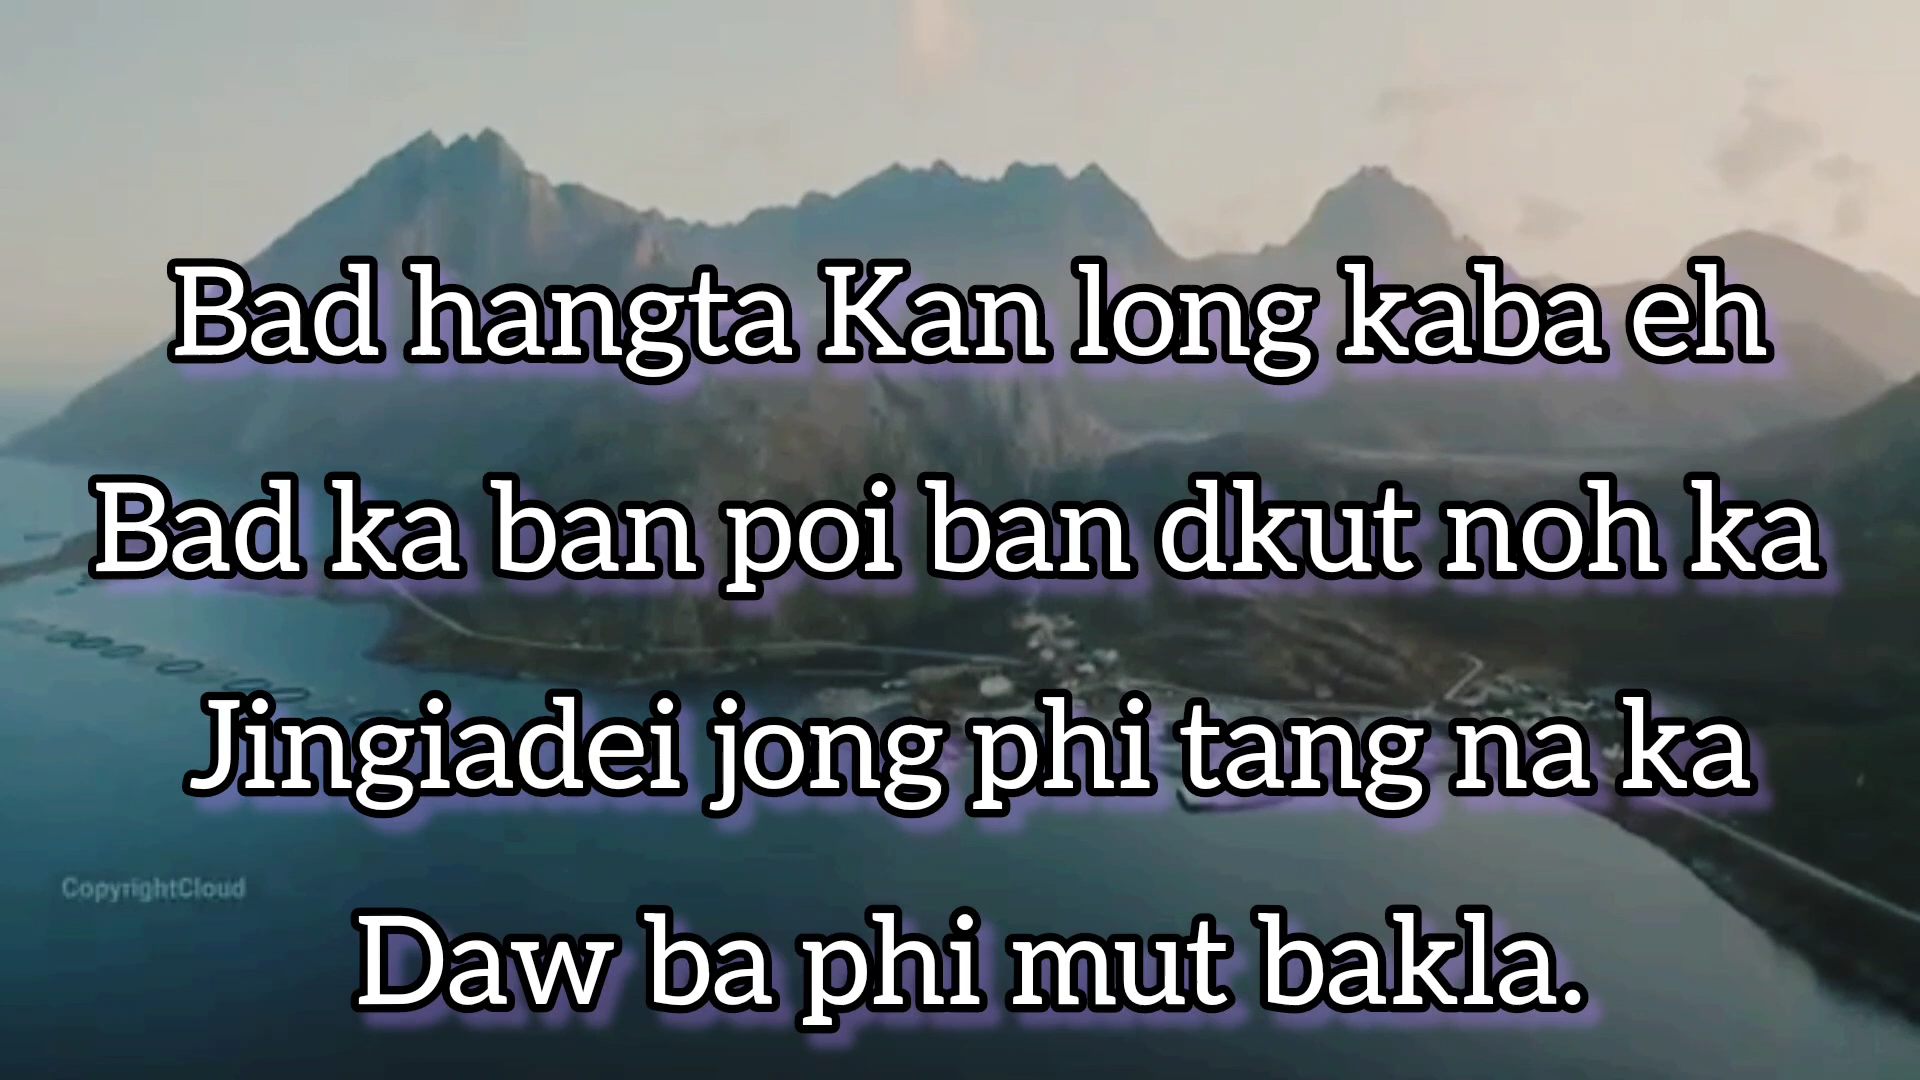 Bad hangta Kan long kaba eh
Bad ka ban poi ban dkut noh ka
Jingiadei jong phi tang na ka
CopyrightCloud
Daw ba phi mut bakla.